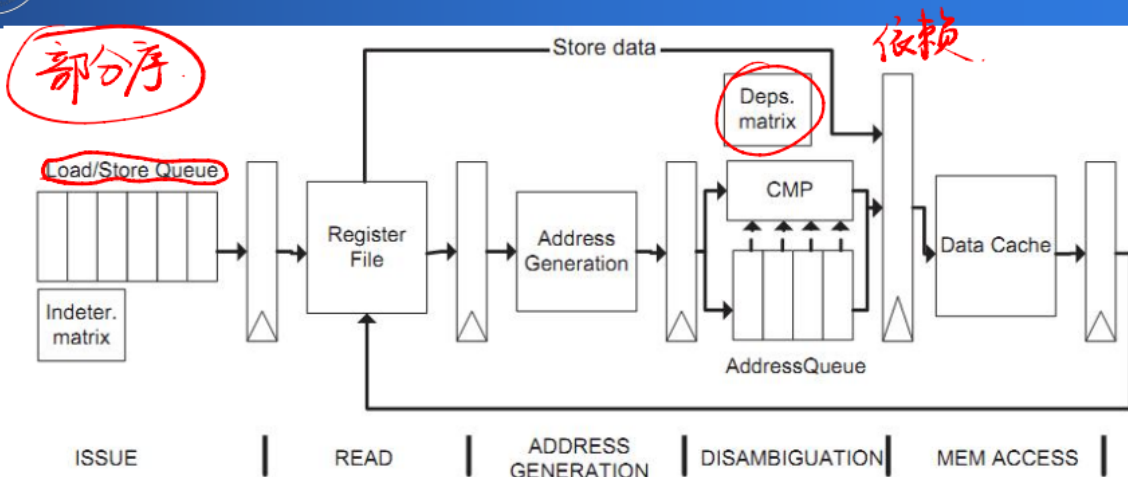 部分序
Store data
依赖
Deps.
matrix
Load/Store Queue
CMP
Register
File
Address
Generation
Data Cache
Indeter.
matrix
AddressQueue
ISSUE
READ
ADDRESS
GENERATION
DISAMBIGUATION
MEM ACCESS